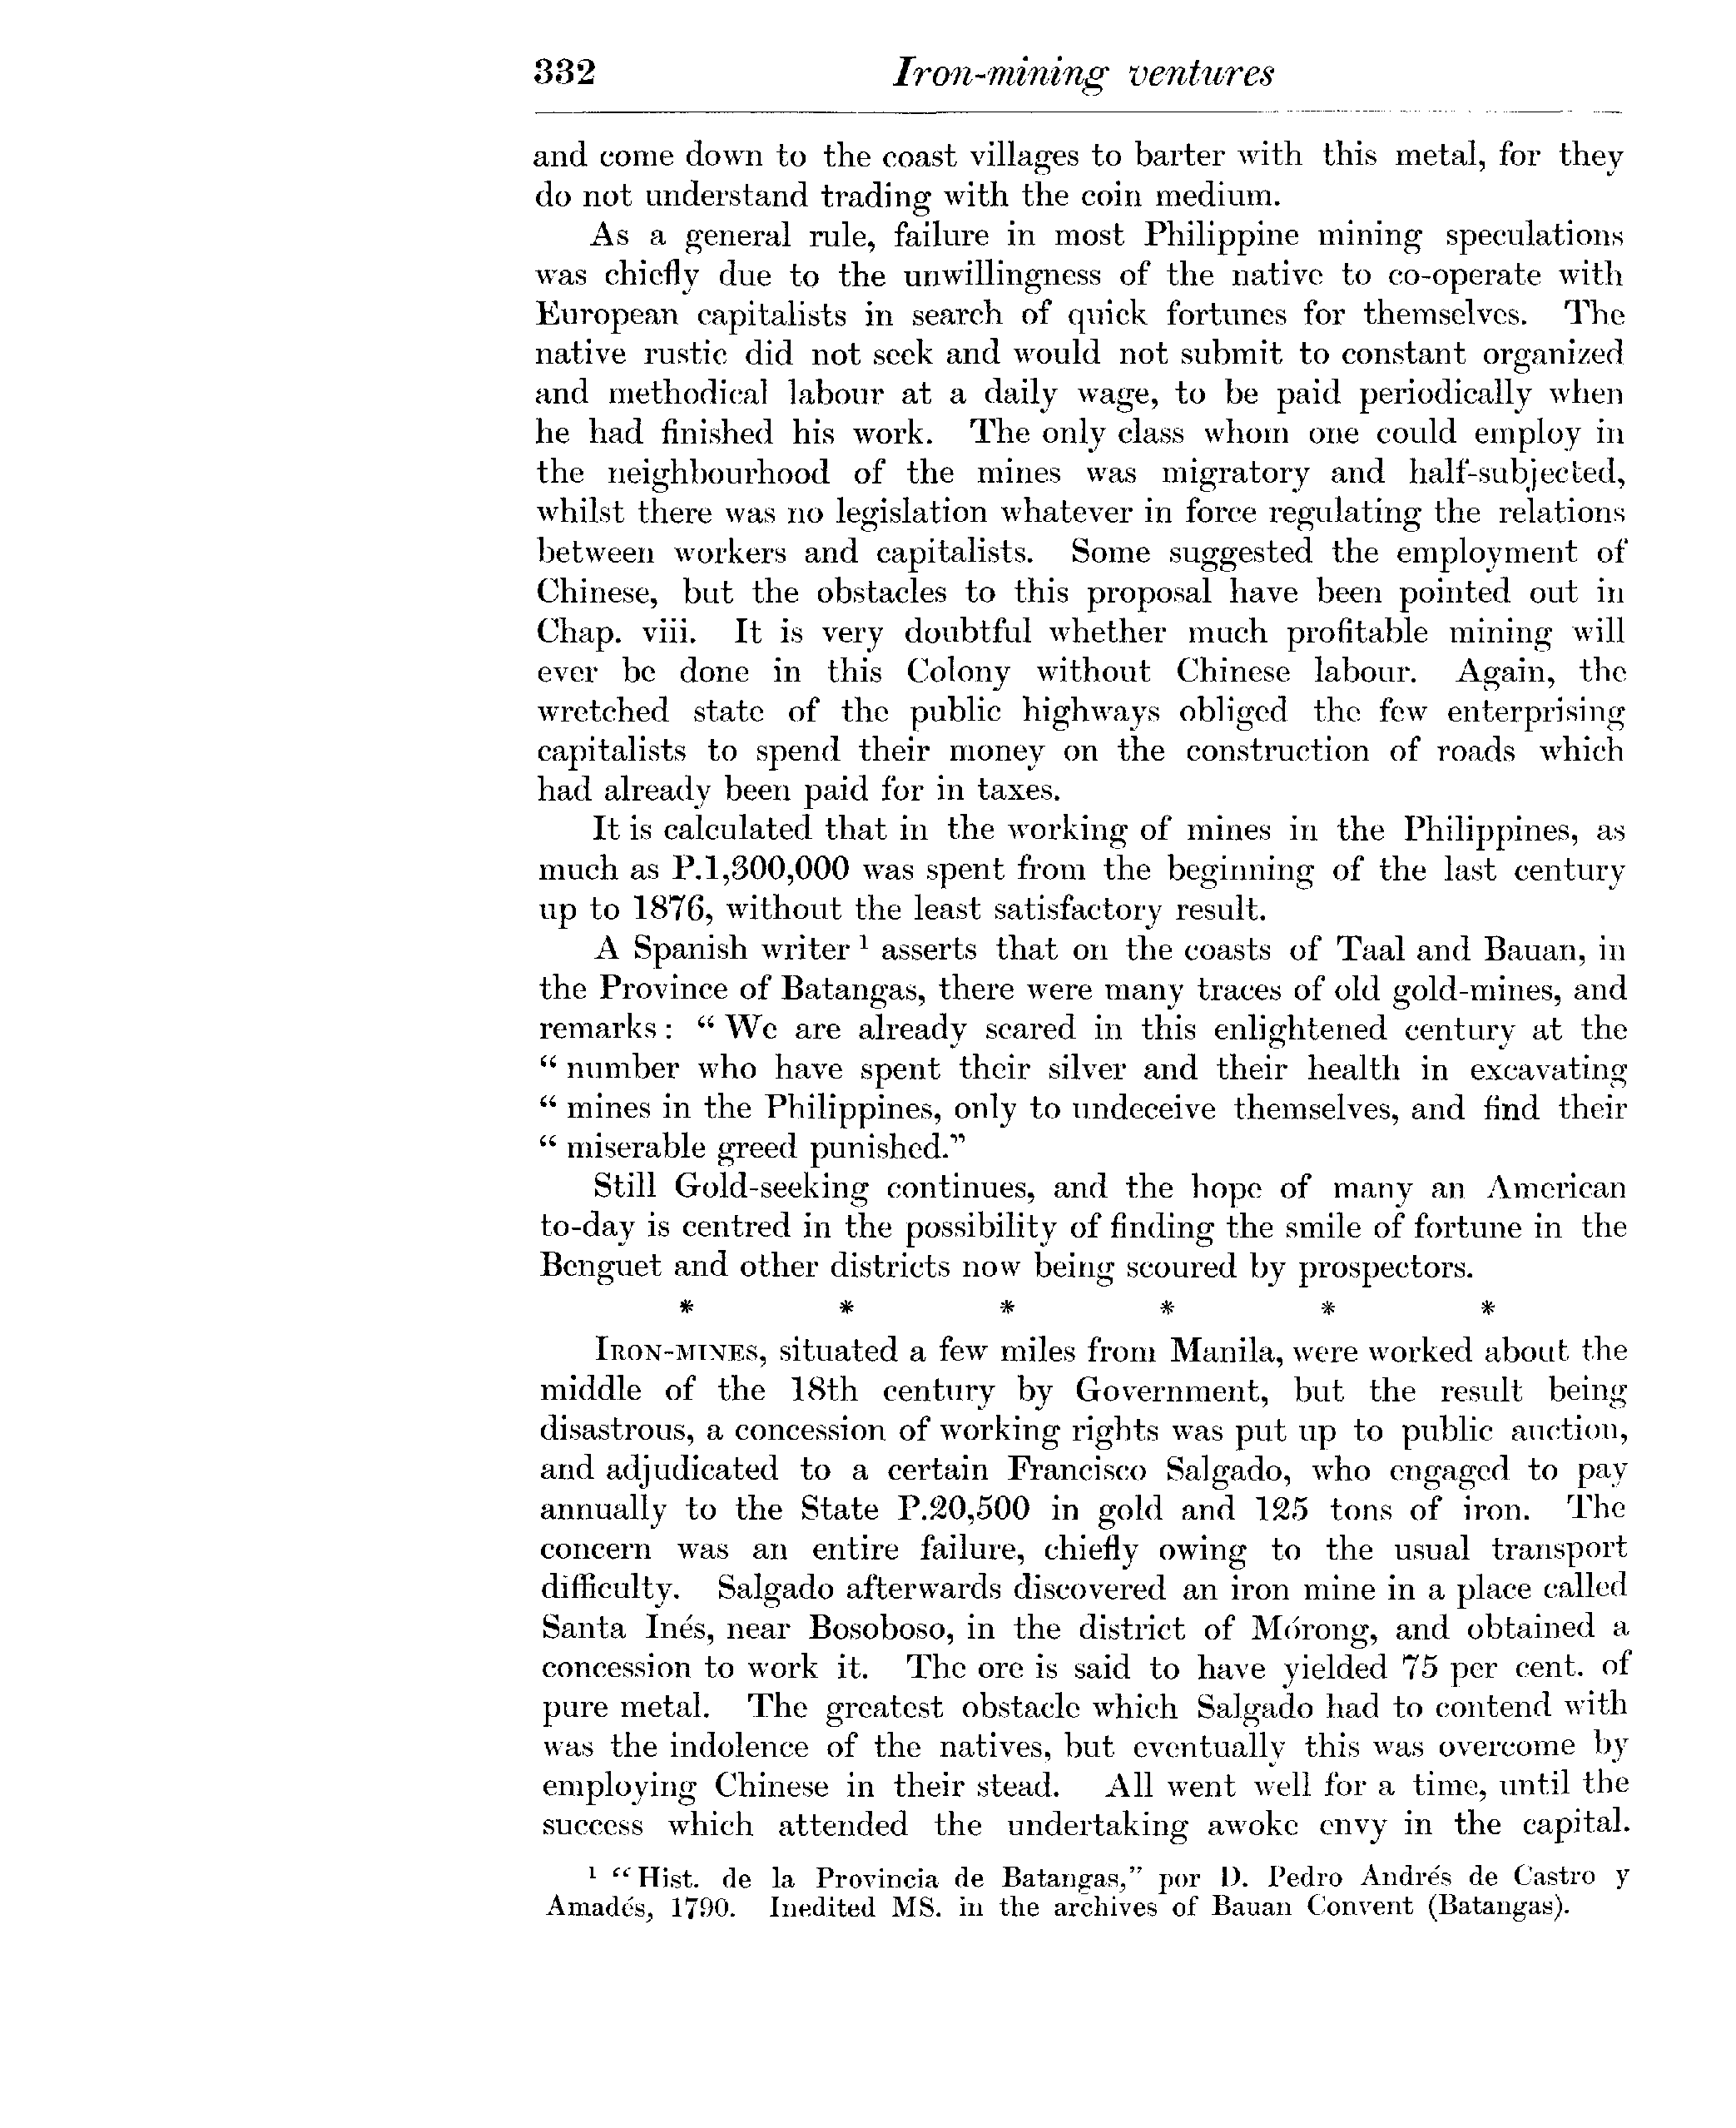 332 Iron-mining ventures
and come down to the coast villages to barter with this metal, for they
do not understand trading with the coin medium.
As a general rule, failure in most Philippine mining speculations
was chiefly due to the unwillingness of the native to co-operate with
European capitalists in search of quick fortunes for themselves. The
native rustic did not seek and would not submit to constant organized
and methodical labour at a daily wage, to be paid periodically when
he had finished his work. The only class whom one could employ in
the neighbourhood of the mines was migratory and half-subjected,
whilst there was no legislation whatever in force regulating the relations
between workers and capitalists. Some suggested the employment of
Chinese, but the obstacles to this proposal have been pointed out in
Chap. viii. It is very doubtful whether much profitable mining will
ever be done in this Colony without Chinese labour. Again, the
wretched state of the public highways obliged the few enterprising
capitalists to spend their money on the construction of roads which
had already been paid for in taxes.
It is calculated that in the working of mines in the Philippines, as
much as P.1,300,000 was spent from the beginning of the last century
up to 1876, without the least satisfactory result.
A Spanish writer ¹ asserts that on the coasts of Taal and Bauan, in
the Province of Batangas, there were many traces of old gold-mines, and
remarks: “ We are already scared in this enlightened century at the
“ number who have spent their silver and their health in excavating
“ mines in the Philippines, only to undeceive themselves, and find their
“ miserable greed punished.”
Still Gold-seeking continues, and the hope of many an American
to-day is centred in the possibility of finding the smile of fortune in the
Benguet and other districts now being scoured by prospectors.
* * * * * *
IRON-MINES, situated a few miles from Manila, were worked about the
middle of the 18th century by Government, but the result being
disastrous, a concession of working rights was put up to public auction,
and adjudicated to a certain Francisco Salgado, who engaged to pay
annually to the State P.20,500 in gold and 125 tons of iron. The
concern was an entire failure, chiefly owing to the usual transport
difficulty. Salgado afterwards discovered an iron mine in a place called
Santa Inés, near Bosoboso, in the district of Mórong, and obtained a
concession to work it. The ore is said to have yielded 75 per cent. of
pure metal. The greatest obstacle which Salgado had to contend with
was the indolence of the natives, but eventually this was overcome by
employing Chinese in their stead. All went well for a time, until the
success which attended the undertaking awoke envy in the capital.
¹ “Hist. de la Provincia de Batangas,” por D. Pedro Andrés de Castro y
Amadés, 1790. Inedited MS. in the archives of Bauan Convent (Batangas).